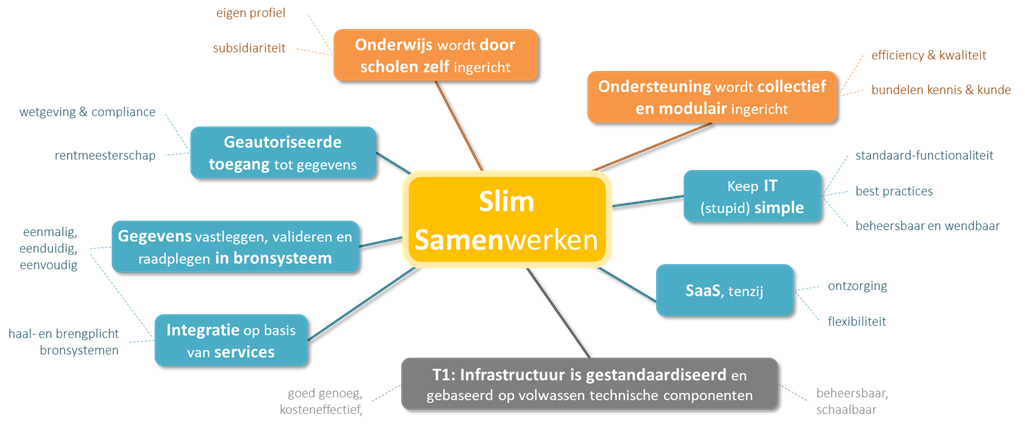 eigen profiel
subsidiariteit
Onderwijs wordt door
scholen zelf ingericht
efficiency & kwaliteit
bundelen kennis & kunde
Ondersteuning wordt collectief
en modulair ingericht
wetgeving & compliance
rentmeesterschap
Geautoriseerde
toegang tot gegevens
standaard-functionaliteit
best practices
beheersbaar en wendbaar
Keep IT
(stupid) simple
Slim
Samenwerken
eenmalig,
eenduidig,
eenvoudig
Gegevens vastleggen, valideren en
raadplegen in bronsysteem
SaaS, tenzij
ontzorging
flexibiliteit
haal- en brengplicht
bronsystemen
Integratie op basis
van services
T1: Infrastructuur is gestandaardiseerd en
gebaseerd op volwassen technische componenten
goed genoeg,
kosteneffectief,
beheersbaar,
schaalbaar